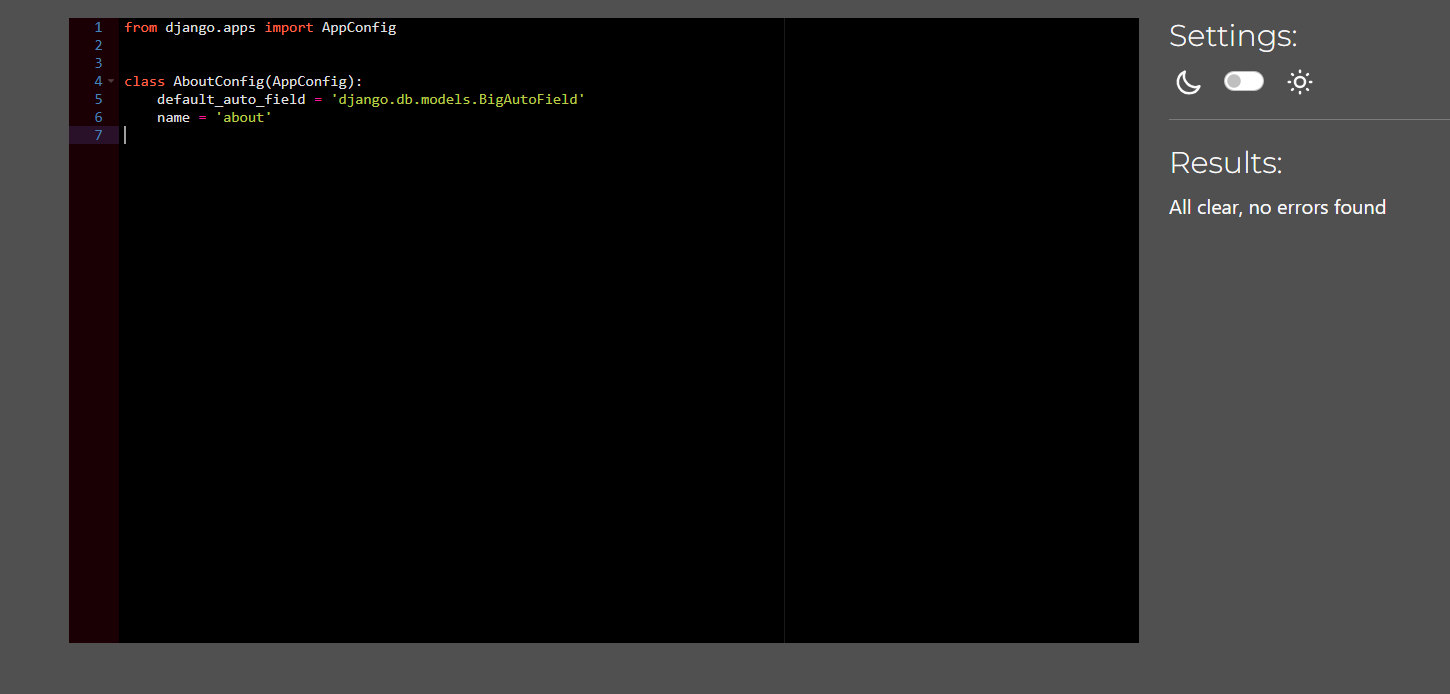 1 from django.apps import AppConfig
2
3
4 class AboutConfig(AppConfig):
5     default_auto_field = 'django.db.models.BigAutoField'
6     name = 'about'
7
Settings:
Results:
All clear, no errors found